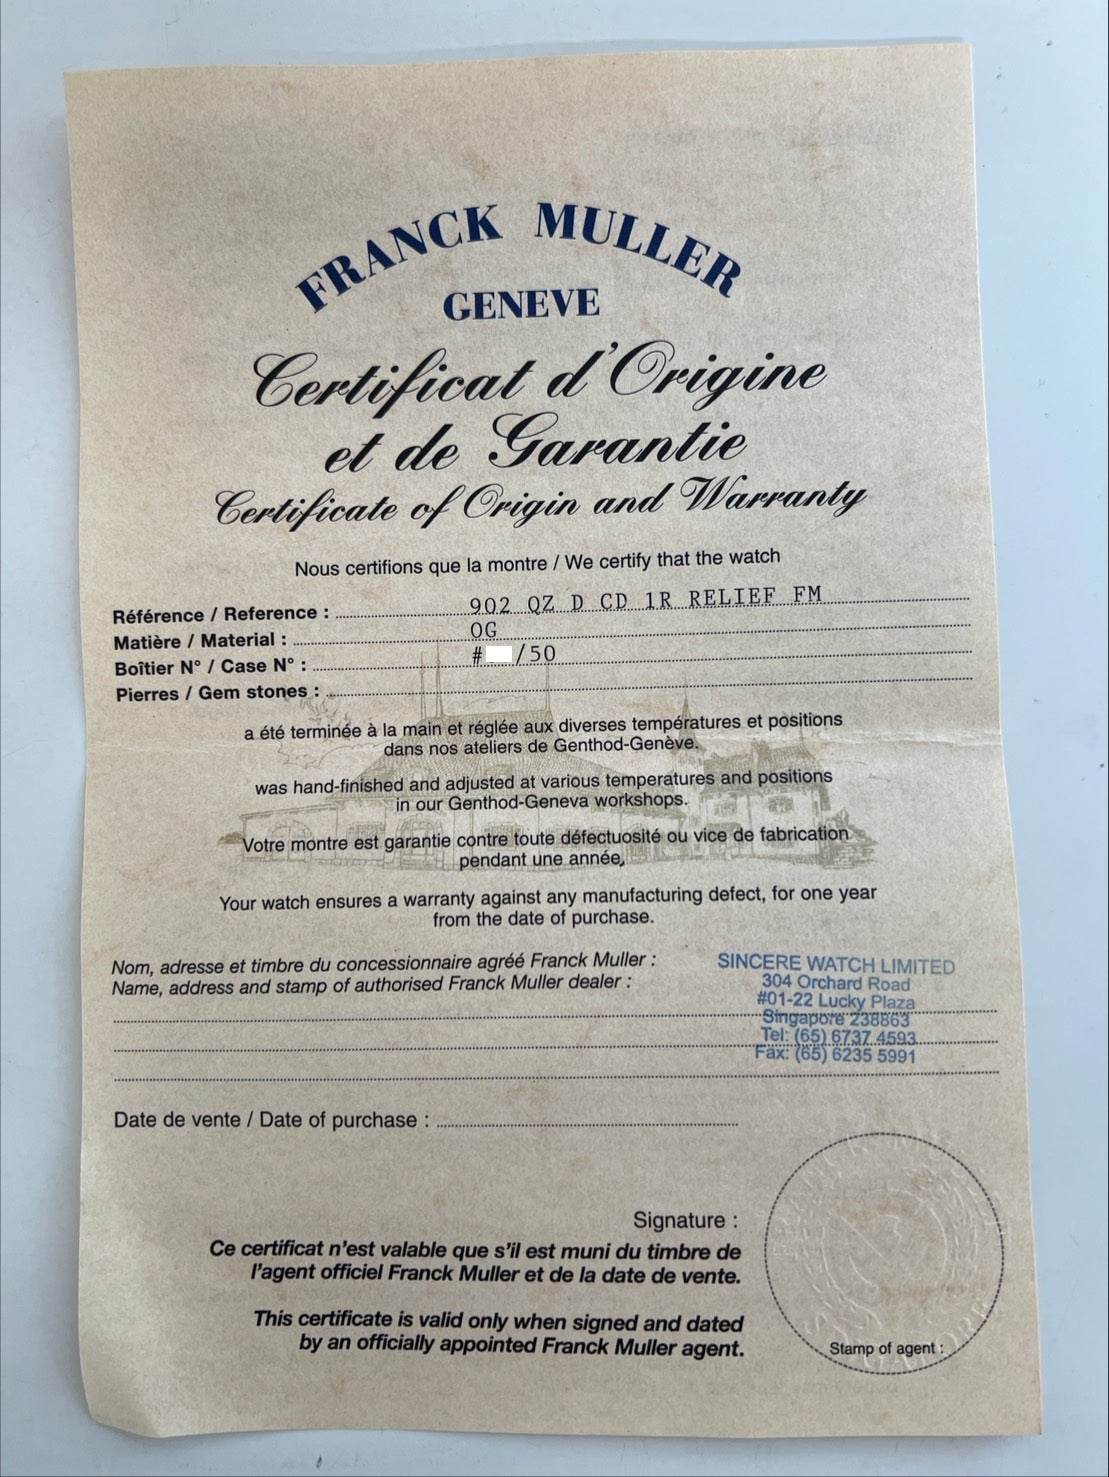 FRANCK MULLER
GENEVE
Certificat d'Origine
et de Garantie
Certificate of Origin and Warranty
Nous certifions que la montre / We certify that the watch
Référence / Reference : 902 QZ D CD 1R RELIEF FM
Matière / Material : OG
Boîtier N° / Case N° : # /50
Pierres / Gem stones :
a été terminée à la main et réglée aux diverses températures et positions
dans nos ateliers de Genthod-Genève.
was hand-finished and adjusted at various temperatures and positions
in our Genthod-Geneva workshops.
Votre montre est garantie contre toute défectuosité ou vice de fabrication
pendant une année,
Your watch ensures a warranty against any manufacturing defect, for one year
from the date of purchase.
Nom, adresse et timbre du concessionnaire agréé Franck Muller :
Name, address and stamp of authorised Franck Muller dealer :
SINCERE WATCH LIMITED
304 Orchard Road
#01-22 Lucky Plaza
Singapore 238863
Tel: (65) 6737 4593
Fax: (65) 6235 5991
Date de vente / Date of purchase :
Signature :
Ce certificat n'est valable que s'il est muni du timbre de
l'agent officiel Franck Muller et de la date de vente.
This certificate is valid only when signed and dated
by an officially appointed Franck Muller agent.
Stamp of agent :